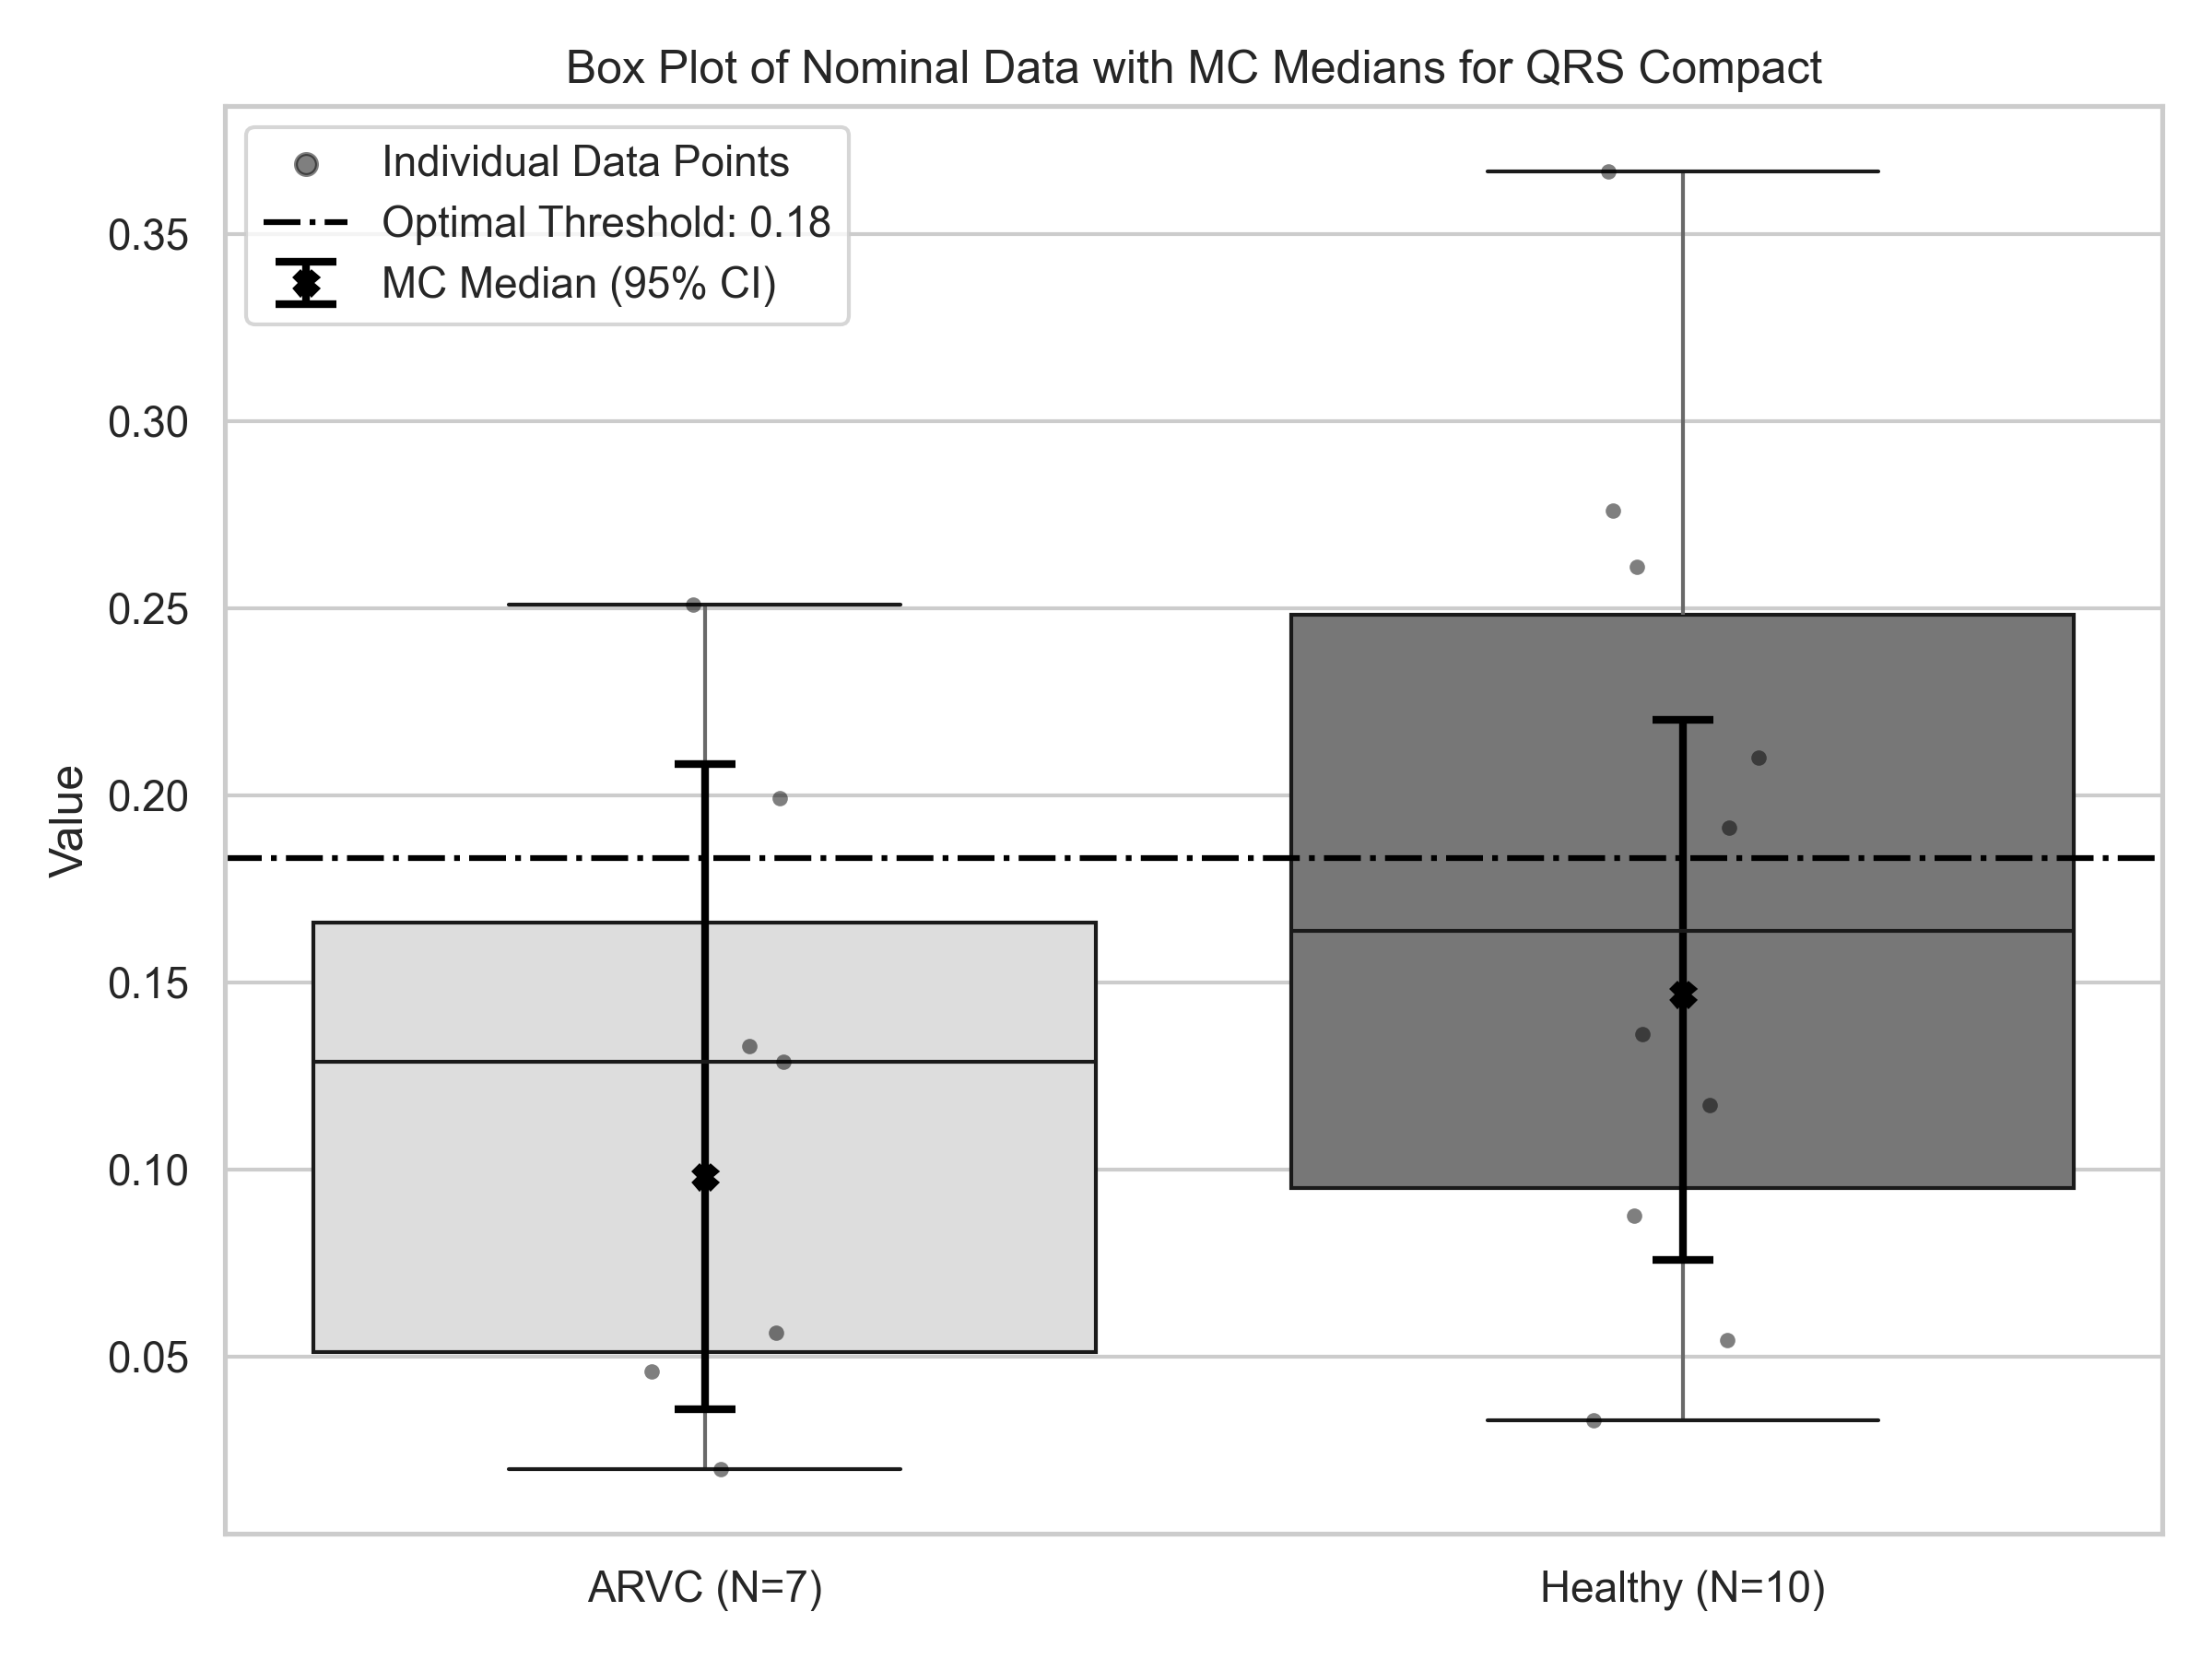 Box Plot of Nominal Data with MC Medians for QRS Compact
Individual Data Points
Optimal Threshold: 0.18
MC Median (95% CI)
0.35
0.30
0.25
0.20
0.15
0.10
0.05
Value
ARVC (N=7)
Healthy (N=10)